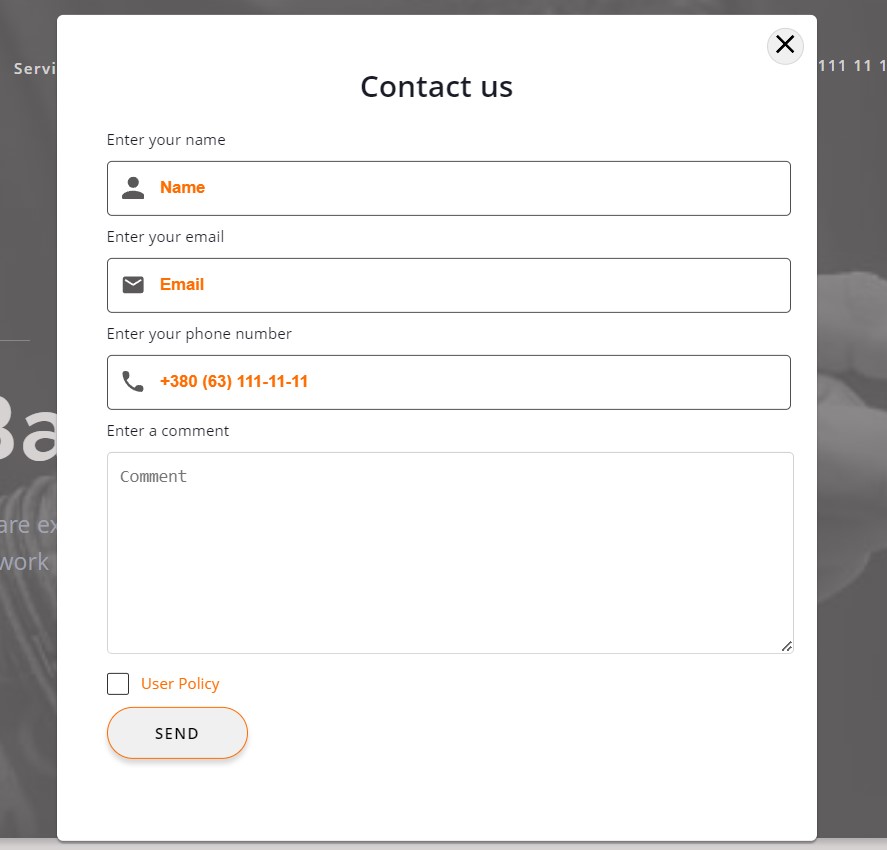 Servi
111 11 1
Contact us
Enter your name
Name
Enter your email
Email
Enter your phone number
+380 (63) 111-11-11
Enter a comment
Comment
Ba
are ex
work
User Policy
SEND